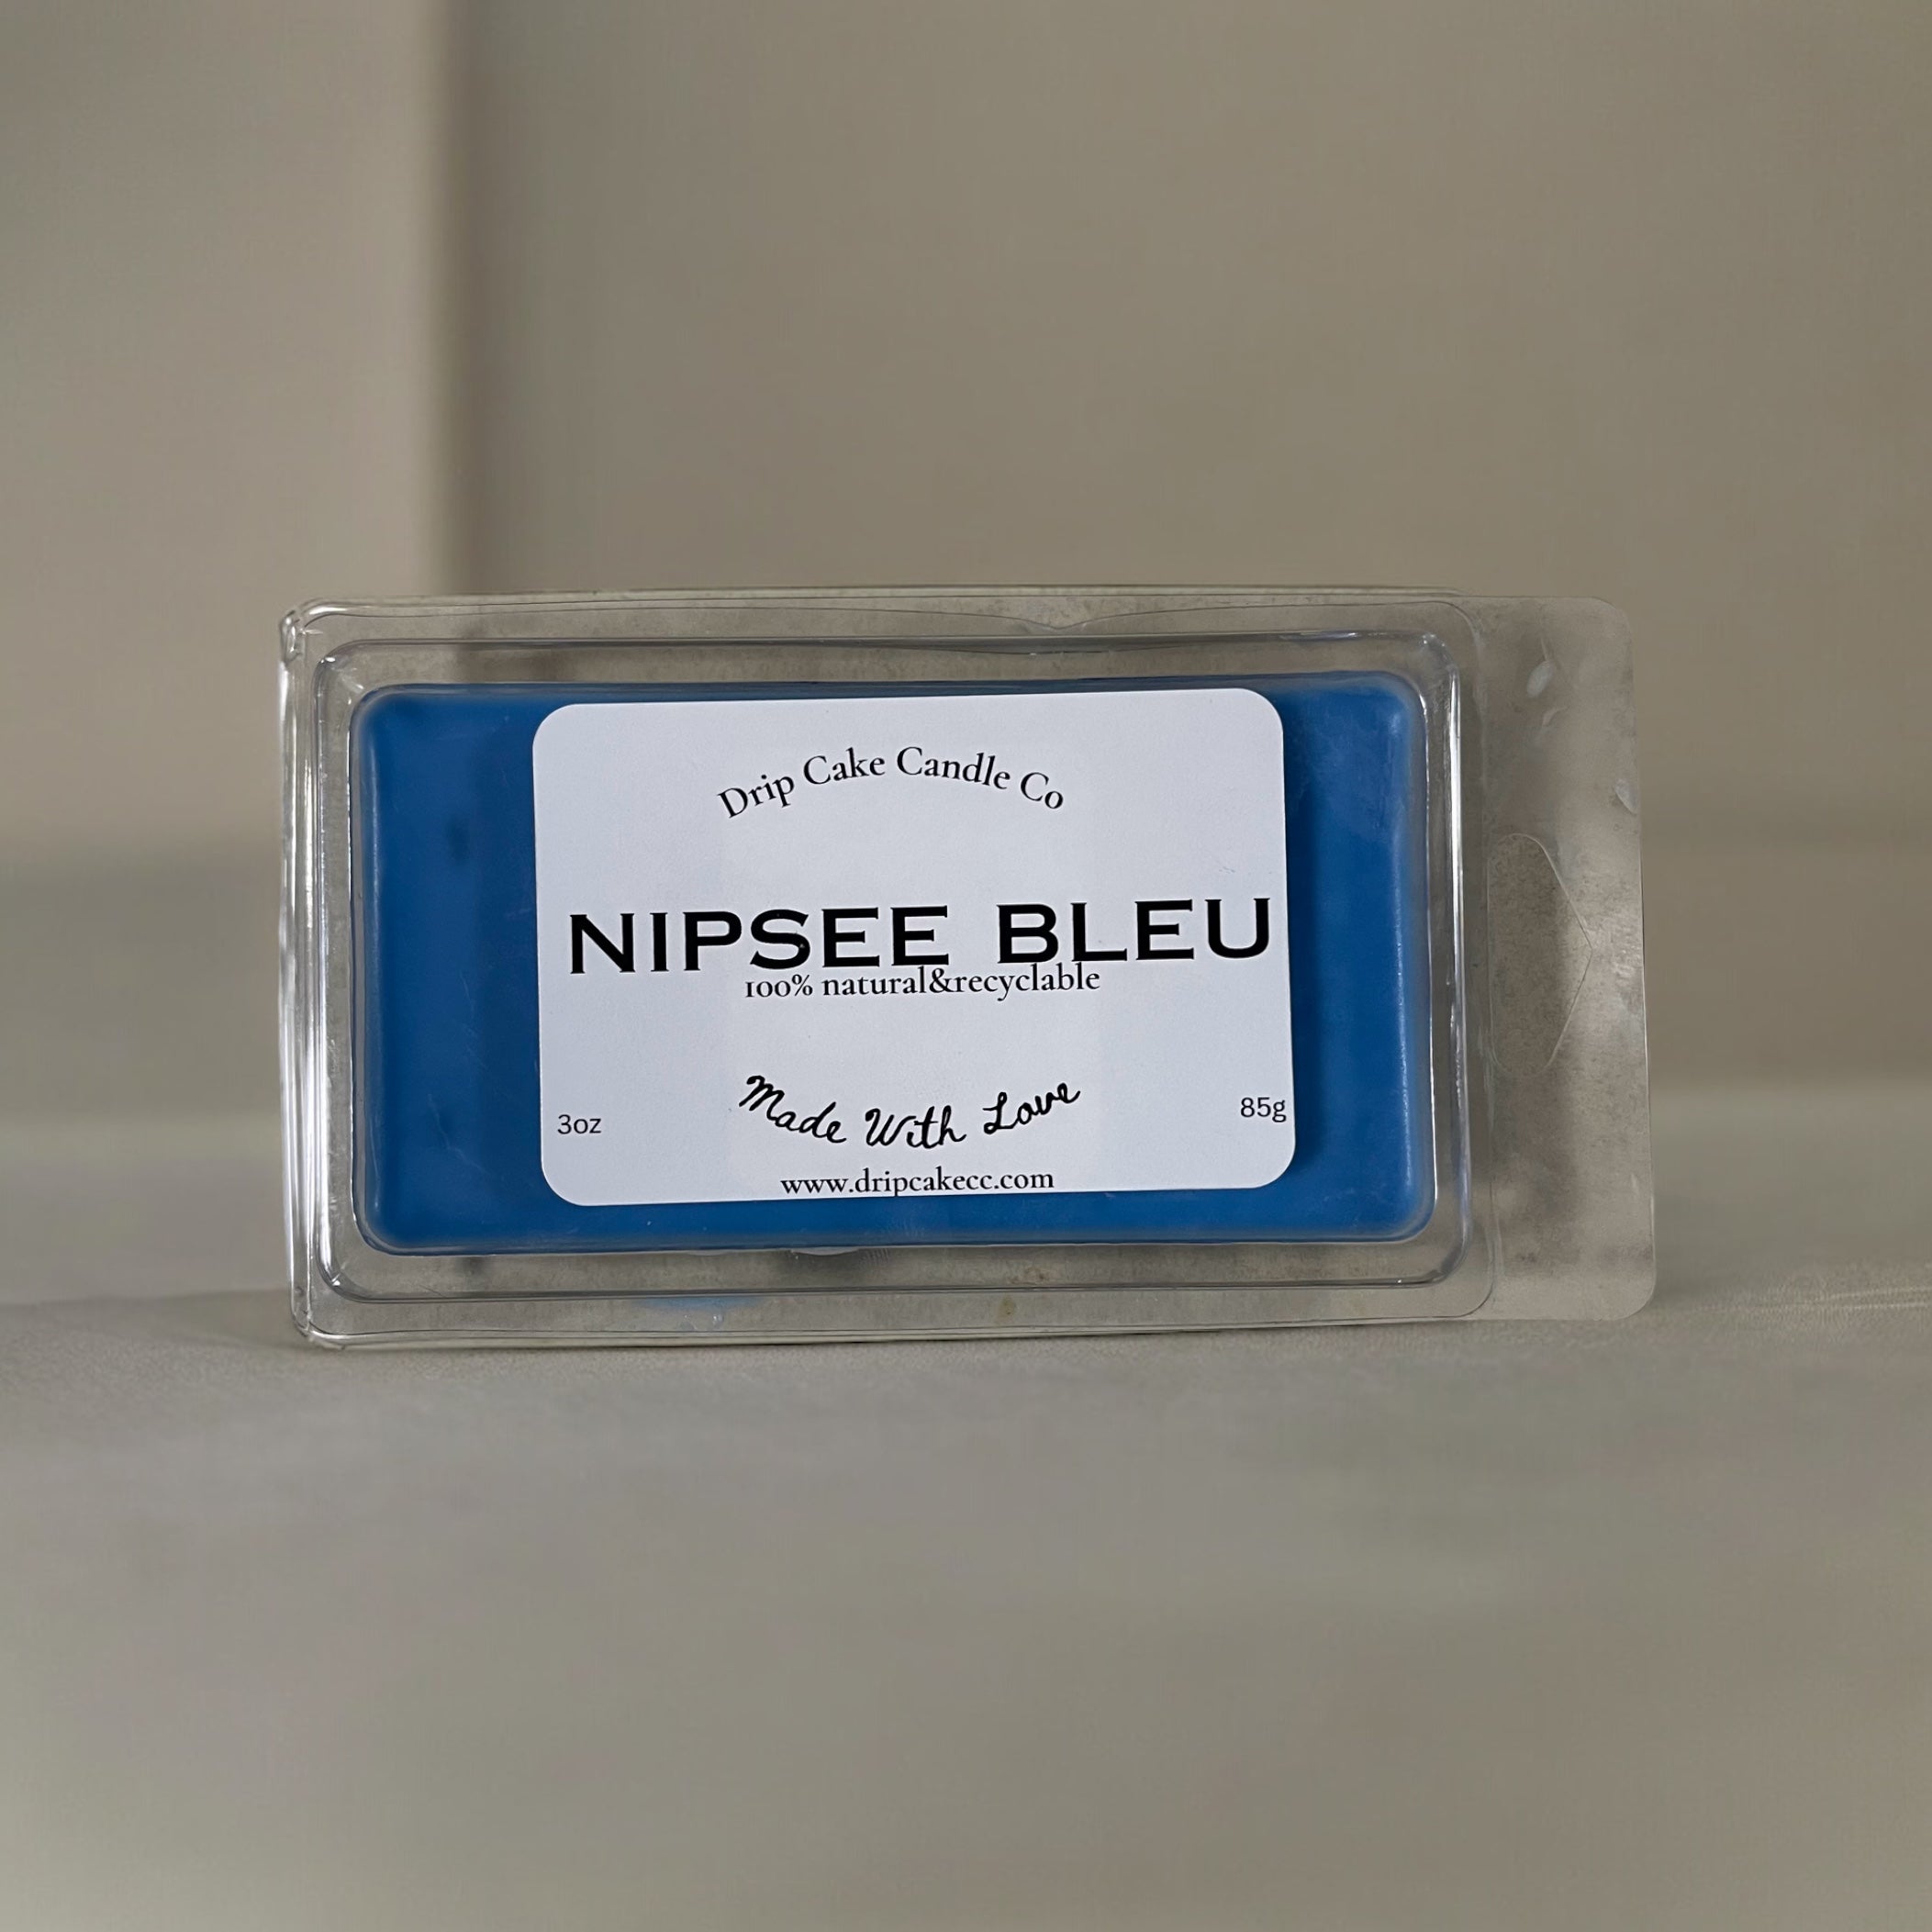 Drip Cake Candle Co
NIPSEE BLEU
100% natural&recyclable
Made With Love
3oz
85g
www.dripcakecc.com